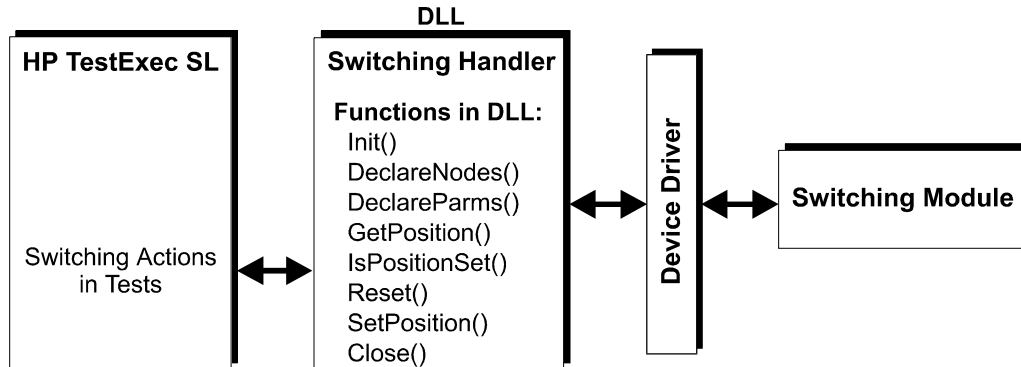 DLL
HP TestExec SL
Switching Actions
in Tests
Switching Handler
Functions in DLL:
Init()
DeclareNodes()
DeclareParms()
GetPosition()
IsPositionSet()
Reset()
SetPosition()
Close()
Device Driver
Switching Module